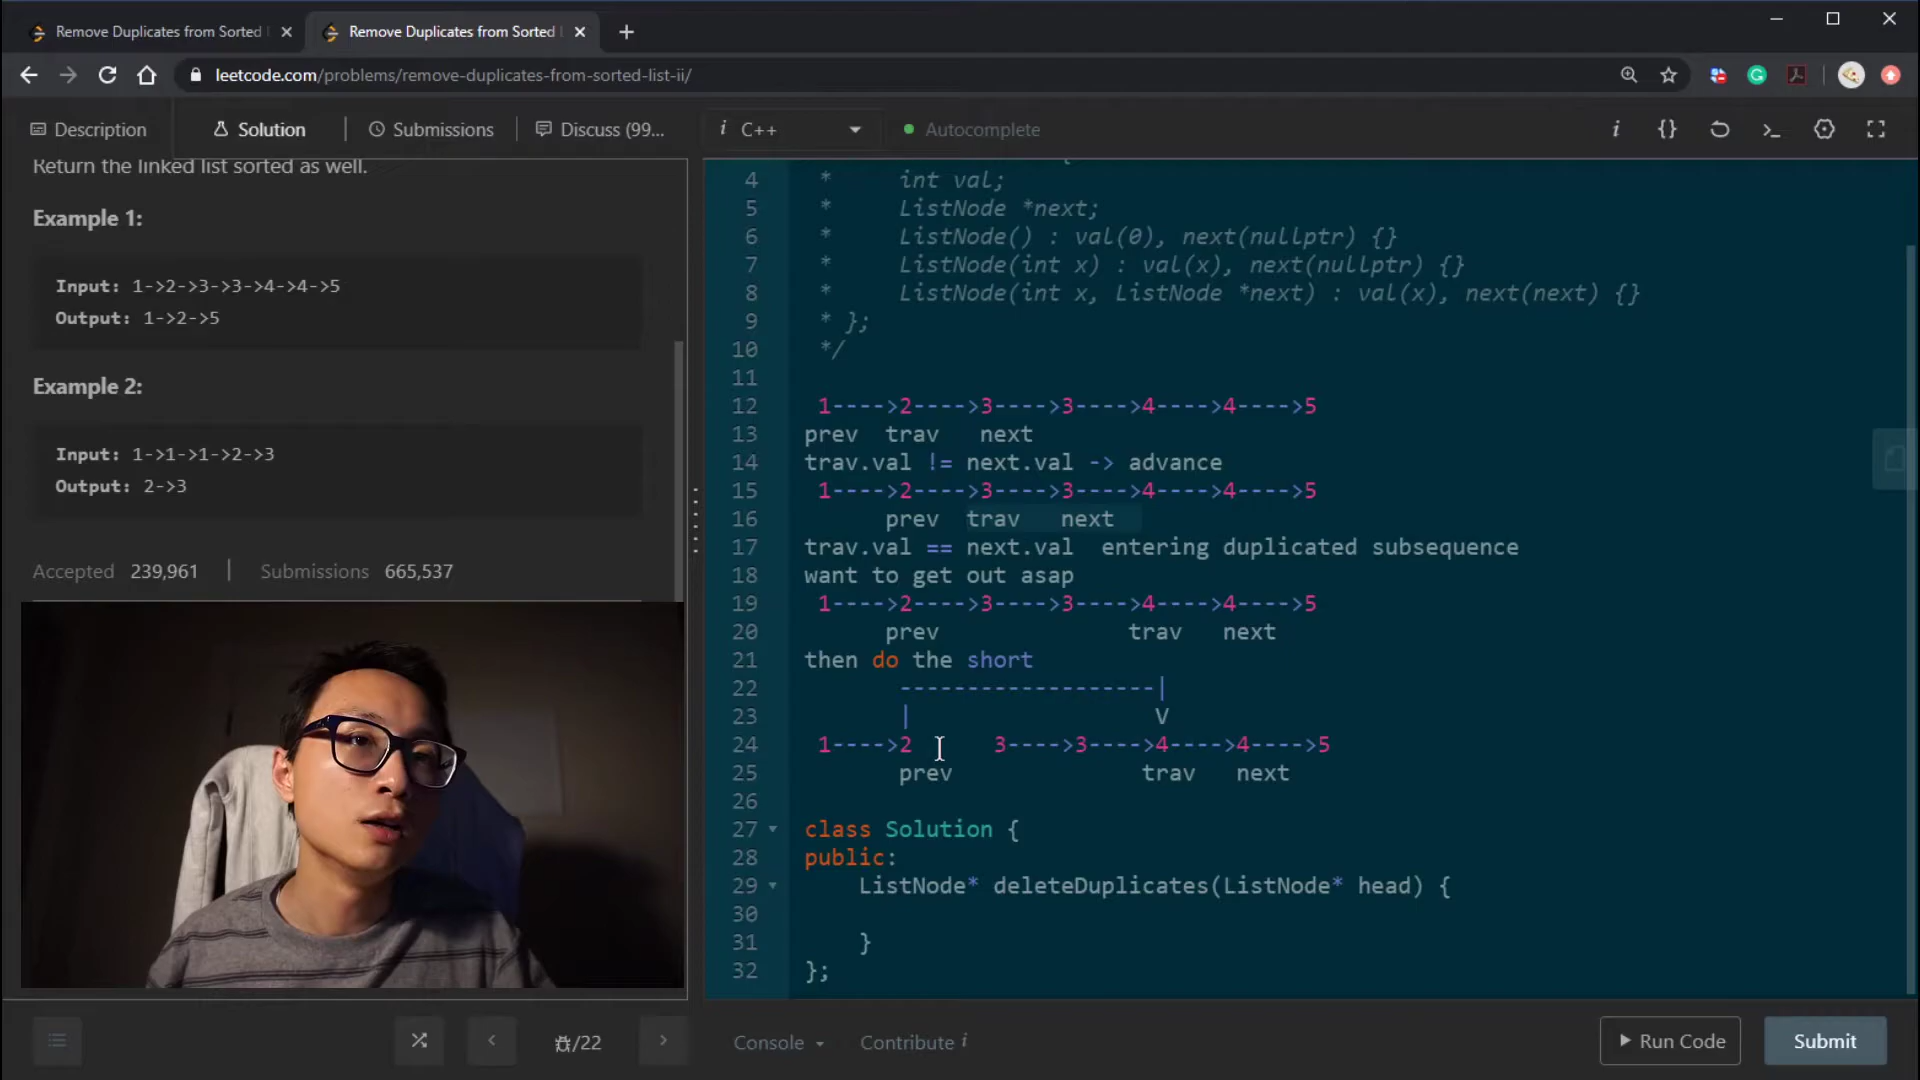 Remove Duplicates from Sorted
Remove Duplicates from Sorted
leetcode.com/problems/remove-duplicates-from-sorted-list-ii/
Description
Solution
Submissions
Discuss (99...
i C++
Autocomplete
Return the linked list sorted as well.
Example 1:
Input: 1->2->3->3->4->4->5
Output: 1->2->5
Example 2:
Input: 1->1->1->2->3
Output: 2->3
Accepted 239,961 | Submissions 665,537
4 * int val;
5 * ListNode *next;
6 * ListNode() : val(0), next(nullptr) {}
7 * ListNode(int x) : val(x), next(nullptr) {}
8 * ListNode(int x, ListNode *next) : val(x), next(next) {}
9 * };
10 */
11
12 1---->2---->3---->3---->4---->4---->5
13 prev trav next
14 trav.val != next.val -> advance
15 1---->2---->3---->3---->4---->4---->5
16 prev trav next
17 trav.val == next.val entering duplicated subsequence
18 want to get out asap
19 1---->2---->3---->3---->4---->4---->5
20 prev trav next
21 then do the short
22 -------------------|
23 | V
24 1---->2 3---->3---->4---->4---->5
25 prev trav next
26
27 class Solution {
28 public:
29 ListNode* deleteDuplicates(ListNode* head) {
30
31 }
32 };
/22
Console
Contribute i
Run Code
Submit